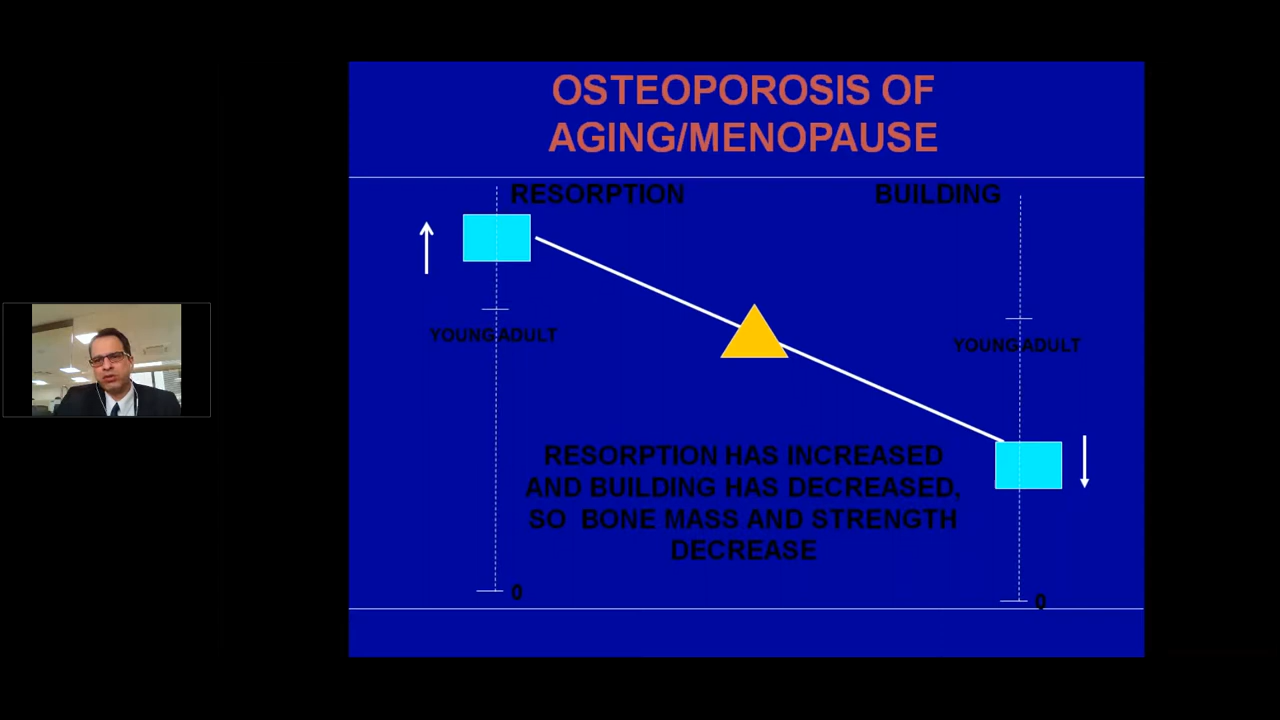 OSTEOPOROSIS OF
AGING/MENOPAUSE
RESORPTION
BUILDING
YOUNG ADULT
YOUNG ADULT
RESORPTION HAS INCREASED
AND BUILDING HAS DECREASED,
SO BONE MASS AND STRENGTH
DECREASE
0
0